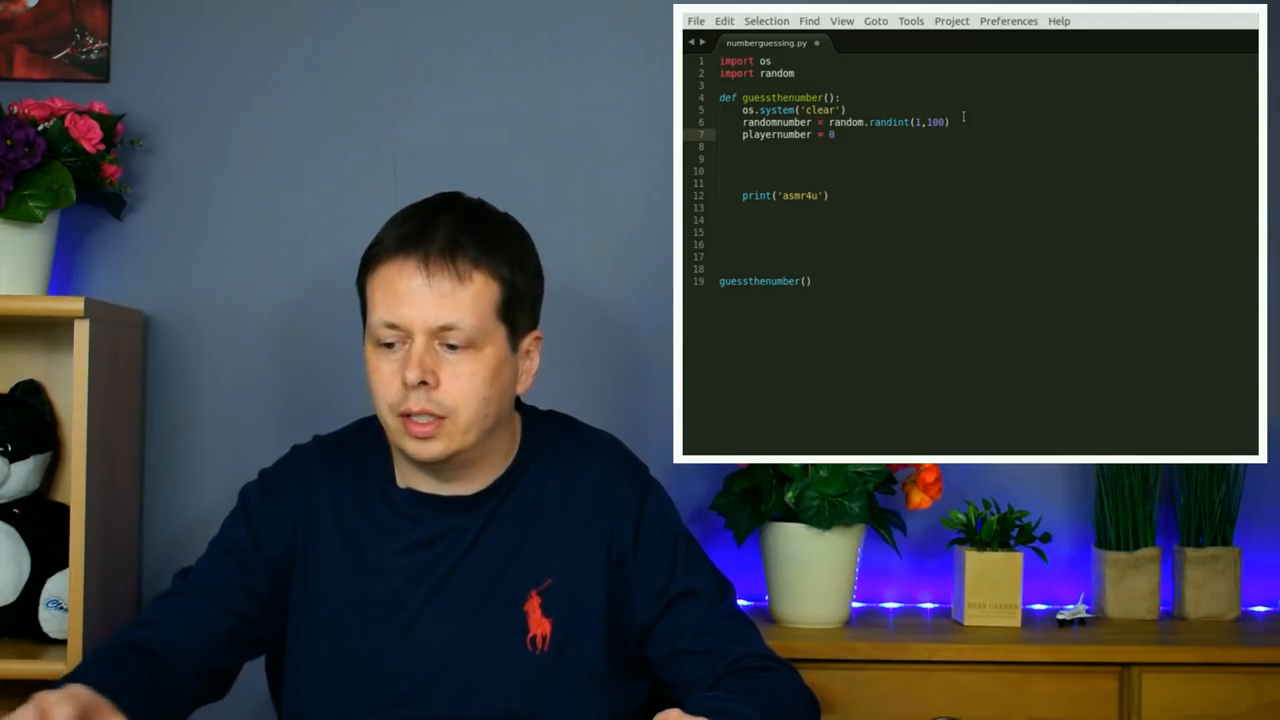 File Edit Selection Find View Goto Tools Project Preferences Help
numberguessing.py
1 import os
2 import random
3
4 def guessthenumber():
5 os.system('clear')
6 randomnumber = random.randint(1,100)
7 playernumber = 0
8
9
10
11
12 print('asmr4u')
13
14
15
16
17
18
19 guessthenumber()
HERB GARDEN